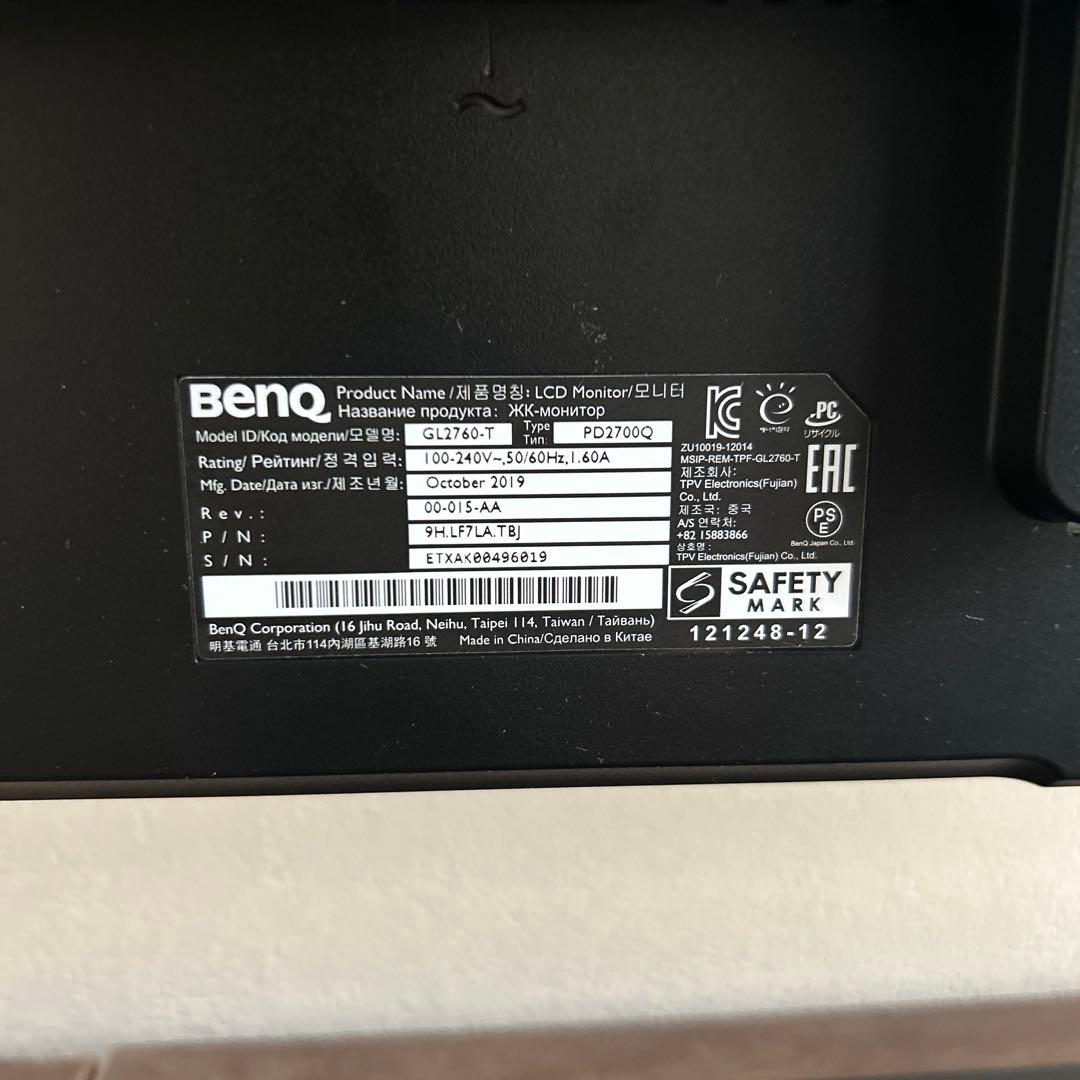 BenQ
Product Name /제품명칭: LCD Monitor/모니터
Название продукта: ЖК-монитор
Model ID/Код модели/모델명: GL2760-T Type Тип: PD2700Q
Rating/ Рейтинг/정격입력: 100-240V~,50/60Hz,1.60A
Mfg. Date/Дата изг./제조년월: October 2019
Rev.: 00-015-AA
P/N: 9H.LF7LA.TBJ
S/N: ETXAK00496019
BenQ Corporation (16 Jihu Road, Neihu, Taipei 114, Taiwan / Тайвань)
明基電通 台北市114內湖區基湖路16號 Made in China/Сделано в Китае
PC
リサイクル
ZU10019-12014
MSIP-REM-TPF-GL2760-T
제조회사:
TPV Electronics(Fujian)
Co., Ltd.
제조국: 중국
A/S 연락처:
+82 15883866
상호명:
TPV Electronics(Fujian) Co., Ltd.
EAC
PS
E
BenQ Japan Co., Ltd.
SAFETY
MARK
121248-12